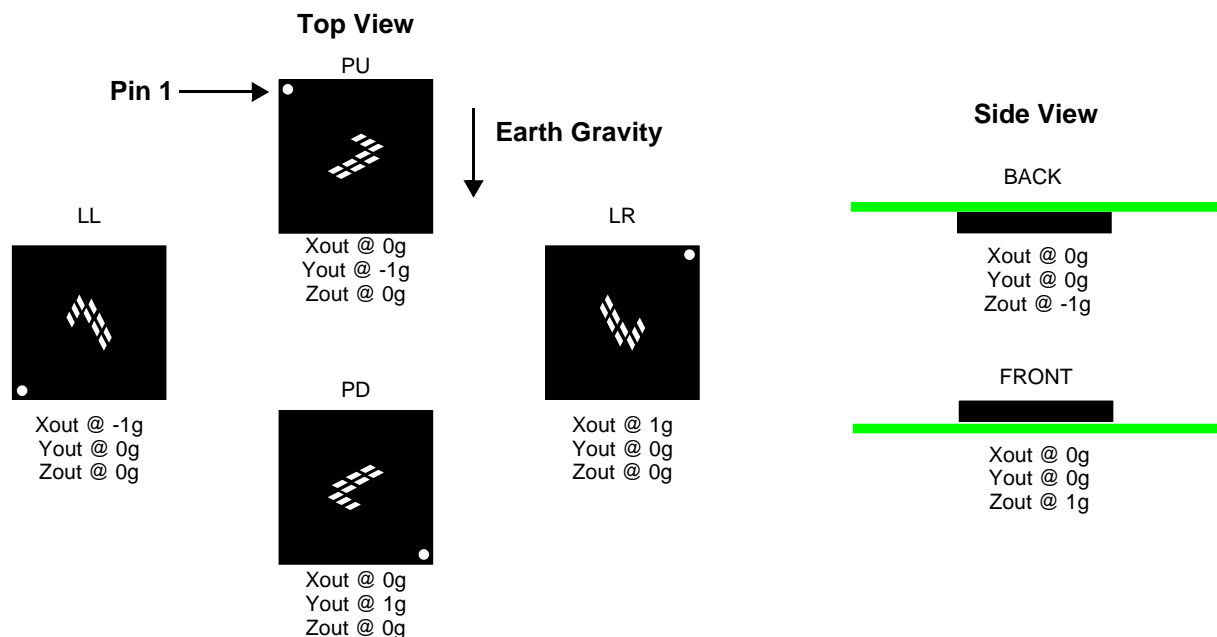 Top View
PU
Pin 1
Earth Gravity
Xout @ 0g
Yout @ -1g
Zout @ 0g
LL
Xout @ -1g
Yout @ 0g
Zout @ 0g
LR
Xout @ 1g
Yout @ 0g
Zout @ 0g
PD
Xout @ 0g
Yout @ 1g
Zout @ 0g
Side View
BACK
Xout @ 0g
Yout @ 0g
Zout @ -1g
FRONT
Xout @ 0g
Yout @ 0g
Zout @ 1g